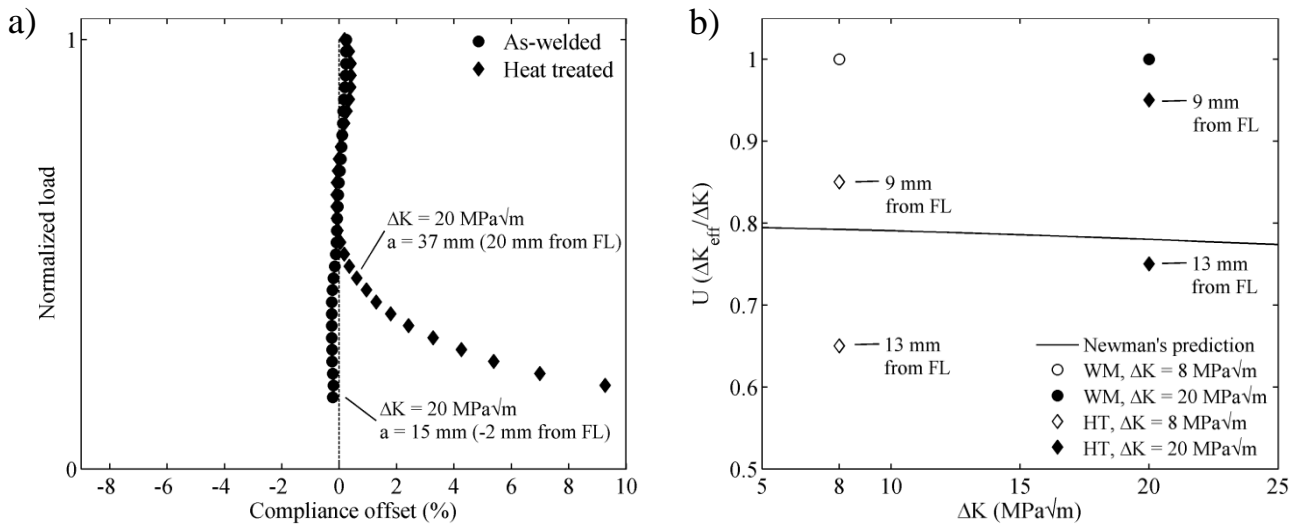 a)
1
As-welded
Heat treated
Normalized load
ΔK = 20 MPa√m
a = 37 mm (20 mm from FL)
ΔK = 20 MPa√m
a = 15 mm (-2 mm from FL)
0
-8 -6 -4 -2 0 2 4 6 8 10
Compliance offset (%)
b)
1
0.9
0.8
0.7
0.6
0.5
U (ΔKeff/ΔK)
9 mm
from FL
9 mm
from FL
13 mm
from FL
13 mm
from FL
Newman's prediction
WM, ΔK = 8 MPa√m
WM, ΔK = 20 MPa√m
HT, ΔK = 8 MPa√m
HT, ΔK = 20 MPa√m
5 8 10 15 20 25
ΔK (MPa√m)